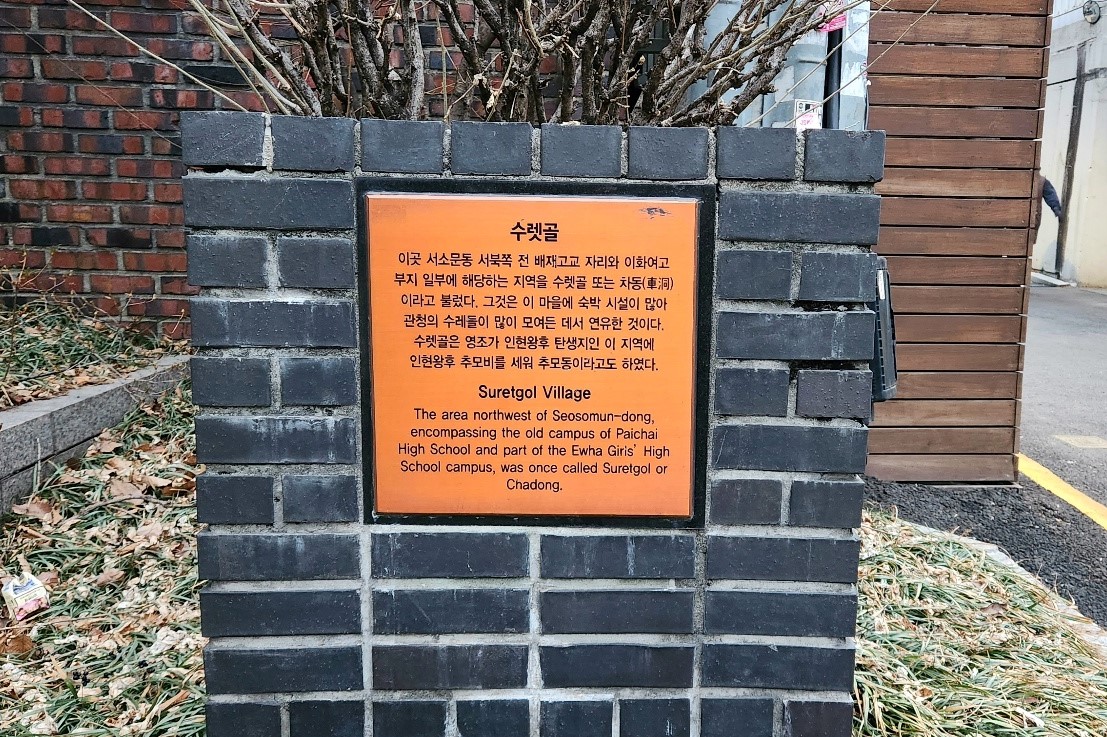 수렛골
이곳 서소문동 서북쪽 전 배재고교 자리와 이화여고
부지 일부에 해당하는 지역을 수렛골 또는 차동(車洞)
이라고 불렀다. 그것은 이 마을에 숙박 시설이 많아
관청의 수레들이 많이 모여든 데서 연유한 것이다.
수렛골은 영조가 인현왕후 탄생지인 이 지역에
인현왕후 추모비를 세워 추모동이라고도 하였다.
Suretgol Village
The area northwest of Seosomun-dong,
encompassing the old campus of Paichai
High School and part of the Ewha Girls' High
School campus, was once called Suretgol or
Chadong.